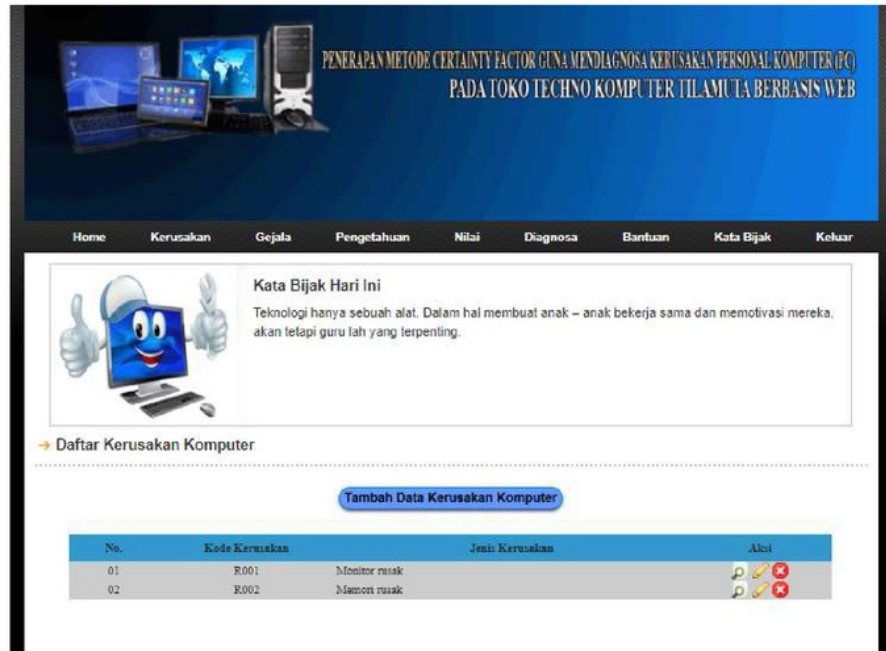 PENERAPAN METODE CERTAINTY FACTOR GUNA MENDIAGNOSA KERUSAKAN PERSONAL KOMPUTER (PC)
PADA TOKO TECHNO KOMPUTER TILAMUTA BERBASIS WEB
Home Kerusakan Gejala Pengetahuan Nilai Diagnosa Bantuan Kata Bijak Keluar
Kata Bijak Hari Ini
Teknologi hanya sebuah alat. Dalam hal membuat anak – anak bekerja sama dan memotivasi mereka,
akan tetapi guru lah yang terpenting.
Daftar Kerusakan Komputer
Tambah Data Kerusakan Komputer
No. Kode Kerusakan Jenis Kerusakan Aksi
01 R001 Monitor rusak
02 R002 Memori rusak